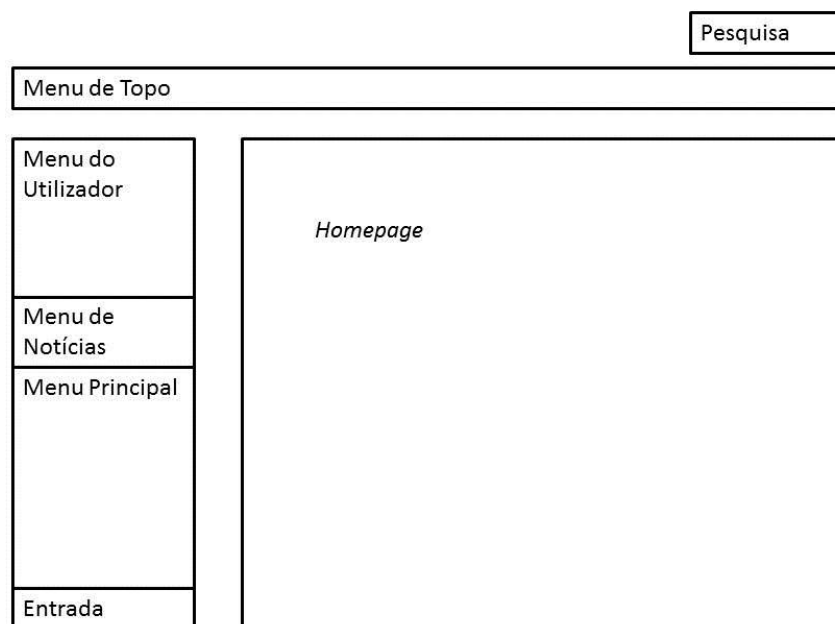 Pesquisa
Menu de Topo
Menu do
Utilizador
Homepage
Menu de
Notícias
Menu Principal
Entrada